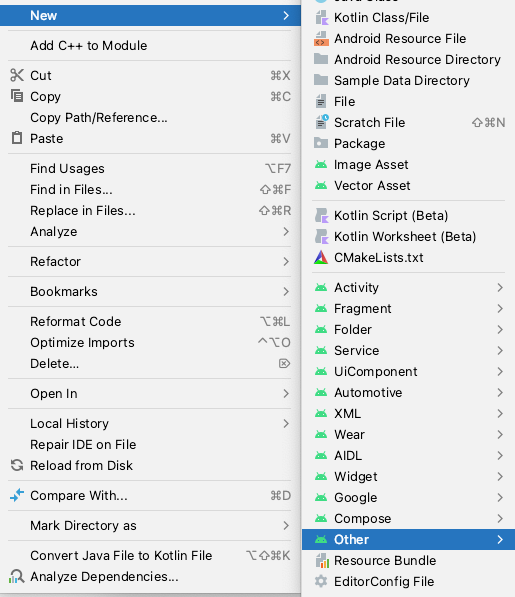 New
Add C++ to Module
Cut ⌘X
Copy ⌘C
Copy Path/Reference...
Paste ⌘V
Find Usages ⌥F7
Find in Files... ⇧⌘F
Replace in Files... ⇧⌘R
Analyze
Refactor
Bookmarks
Reformat Code ⌥⌘L
Optimize Imports ^⌥O
Delete... ⌦
Open In
Local History
Repair IDE on File
Reload from Disk
Compare With... ⌘D
Mark Directory as
Convert Java File to Kotlin File ⌥⇧⌘K
Analyze Dependencies...
Kotlin Class/File
Android Resource File
Android Resource Directory
Sample Data Directory
File
Scratch File ⇧⌘N
Package
Image Asset
Vector Asset
Kotlin Script (Beta)
Kotlin Worksheet (Beta)
CMakeLists.txt
Activity
Fragment
Folder
Service
UiComponent
Automotive
XML
Wear
AIDL
Widget
Google
Compose
Other
Resource Bundle
EditorConfig File